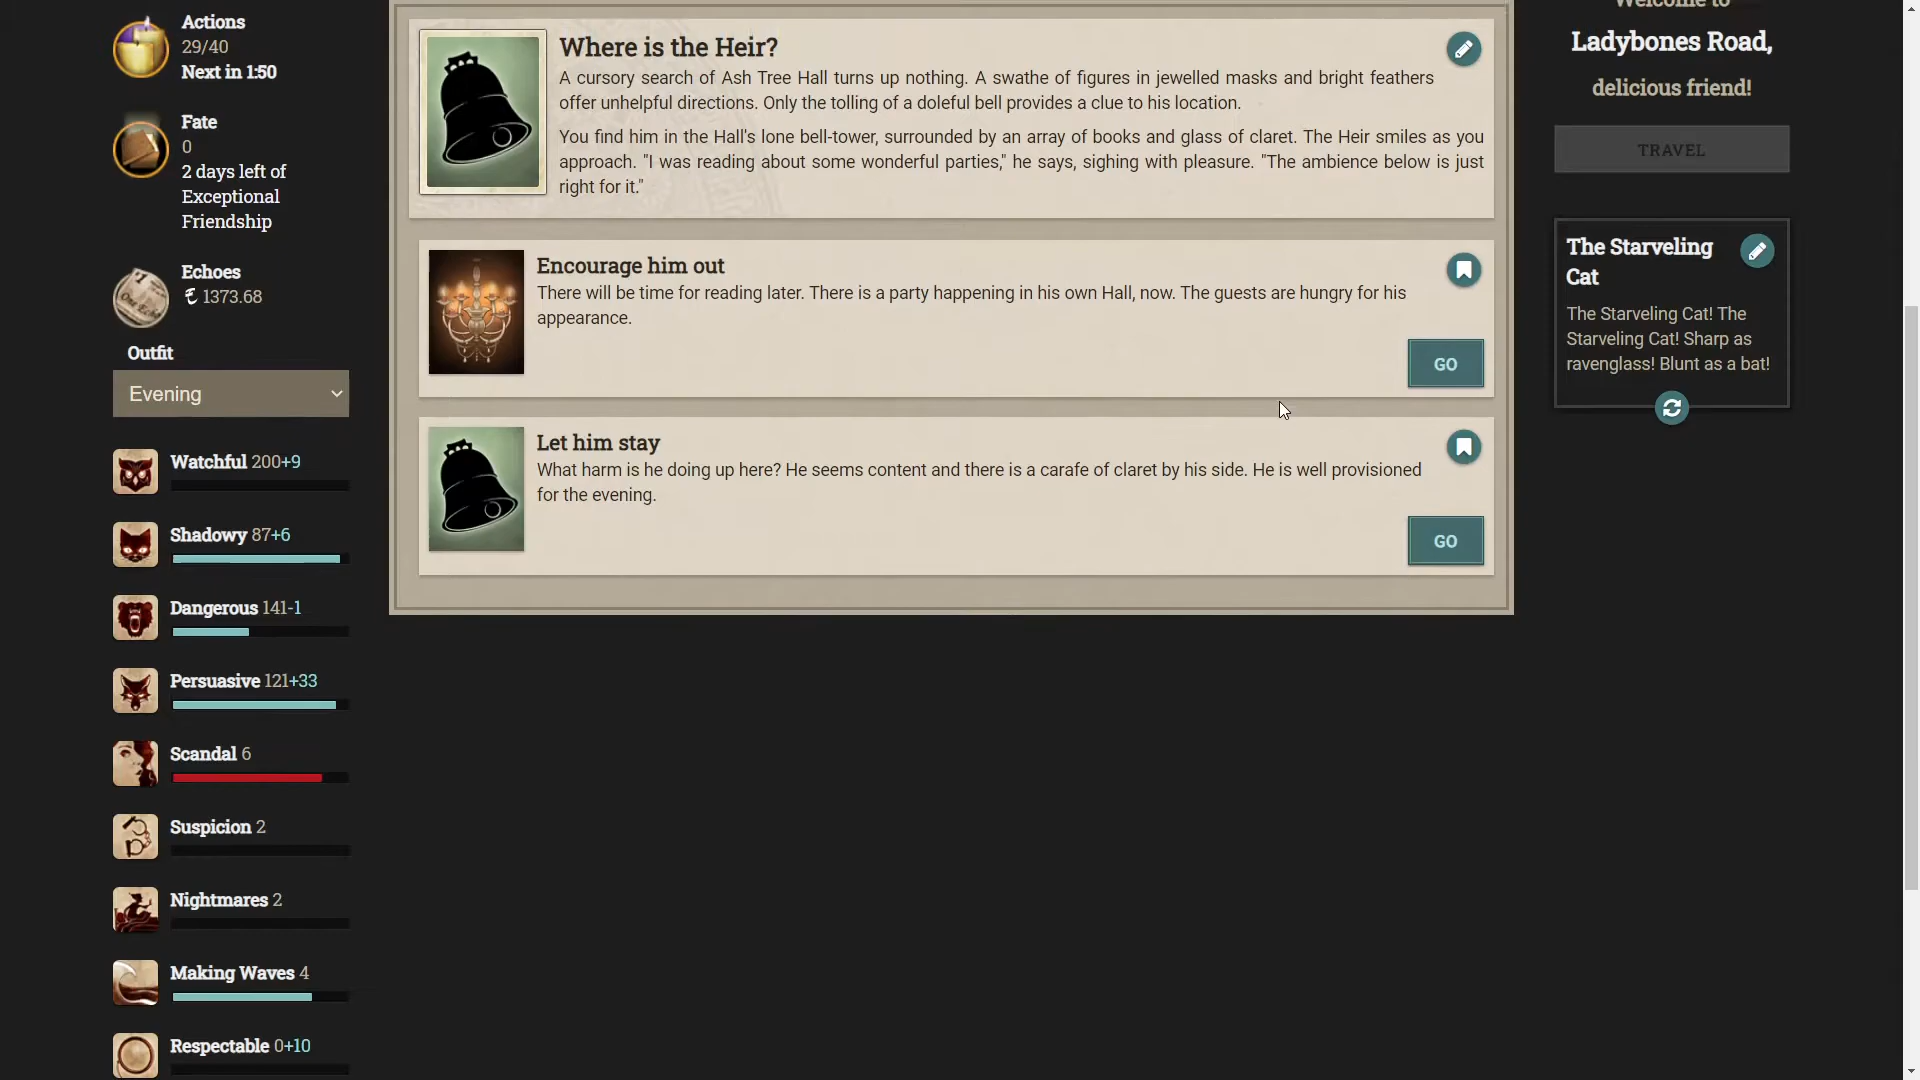 Actions
29/40
Next in 1:50
Fate
0
2 days left of
Exceptional
Friendship
Echoes
1373.68
Outfit
Evening
Watchful 200+9
Shadowy 87+6
Dangerous 141-1
Persuasive 121+33
Scandal 6
Suspicion 2
Nightmares 2
Making Waves 4
Respectable 0+10
Where is the Heir?
A cursory search of Ash Tree Hall turns up nothing. A swathe of figures in jewelled masks and bright feathers
offer unhelpful directions. Only the tolling of a doleful bell provides a clue to his location.
You find him in the Hall's lone bell-tower, surrounded by an array of books and glass of claret. The Heir smiles as you
approach. "I was reading about some wonderful parties," he says, sighing with pleasure. "The ambience below is just
right for it."
Encourage him out
There will be time for reading later. There is a party happening in his own Hall, now. The guests are hungry for his
appearance.
GO
Let him stay
What harm is he doing up here? He seems content and there is a carafe of claret by his side. He is well provisioned
for the evening.
GO
Welcome to
Ladybones Road,
delicious friend!
TRAVEL
The Starveling
Cat
The Starveling Cat! The
Starveling Cat! Sharp as
ravenglass! Blunt as a bat!